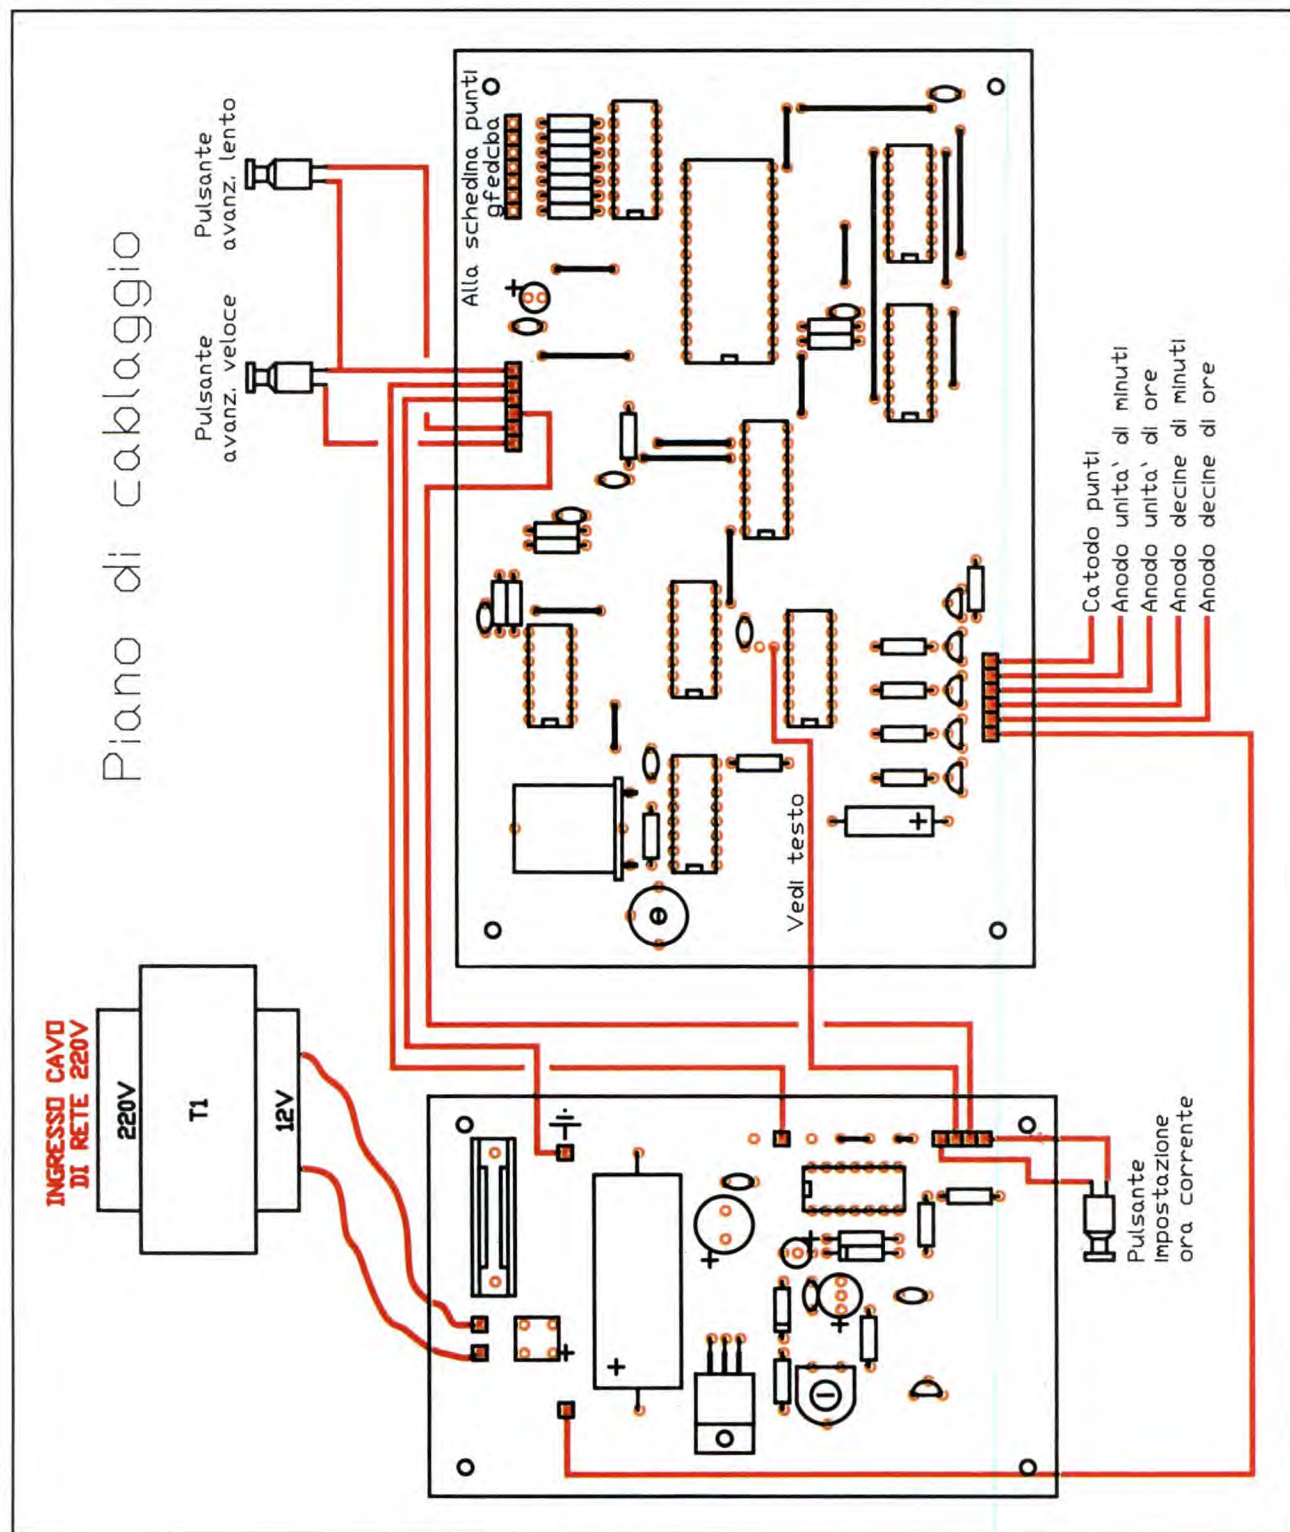 Piano di cablaggio
Pulsante
avanz. lento
Pulsante
avanz. veloce
Alla schedina punti
gfedcba
+
INGRESSO CAVO
DI RETE 220V
220V
T1
12V
Vedi testo
+
Catodo punti
Anodo unita' di minuti
Anodo unita' di ore
Anodo decine di minuti
Anodo decine di ore
+
+
+
+
+
Pulsante
Impostazione
ora corrente